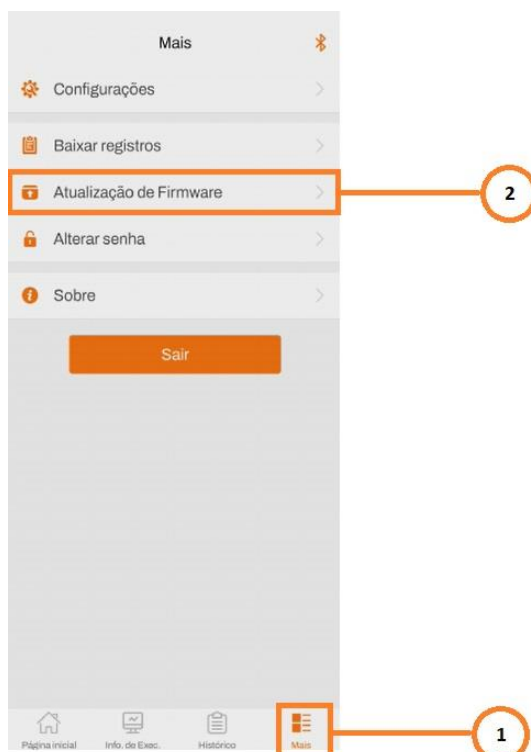 Mais
Configurações
Baixar registros
Atualização de Firmware
2
Alterar senha
Sobre
Sair
1
Página inicial
Info. de Exec.
Histórico
Mais